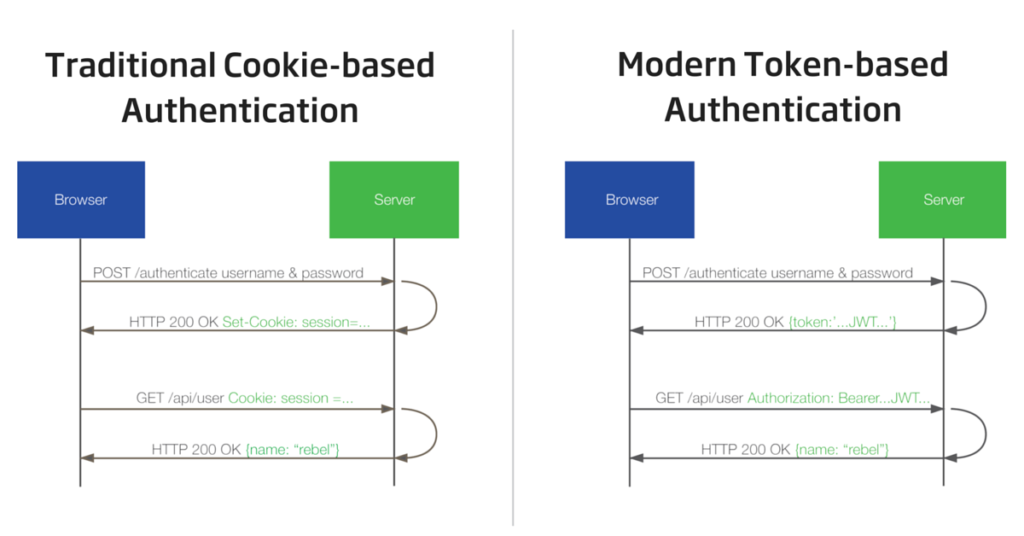 Traditional Cookie-based
Authentication
Browser
Server
POST /authenticate username & password
HTTP 200 OK Set-Cookie: session=...
GET /api/user Cookie: session =...
HTTP 200 OK {name: “rebel”}
Modern Token-based
Authentication
Browser
Server
POST /authenticate username & password
HTTP 200 OK {token:‘...JWT...’}
GET /api/user Authorization: Bearer...JWT...
HTTP 200 OK {name: “rebel”}